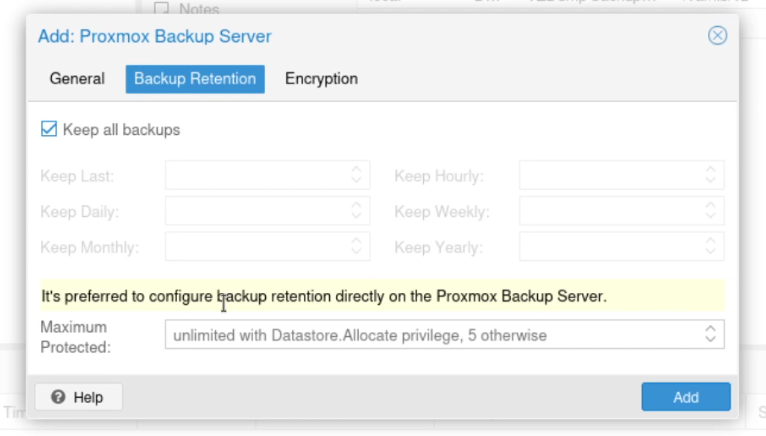 Notes
Add: Proxmox Backup Server
General Backup Retention Encryption
Keep all backups
Keep Last: Keep Hourly:
Keep Daily: Keep Weekly:
Keep Monthly: Keep Yearly:
It's preferred to configure backup retention directly on the Proxmox Backup Server.
Maximum
Protected: unlimited with Datastore.Allocate privilege, 5 otherwise
Help Add